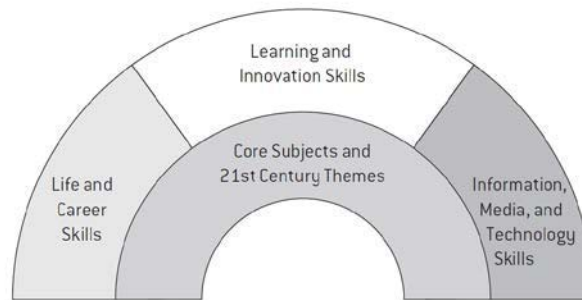 Learning and
Innovation Skills
Core Subjects and
21st Century Themes
Life and
Career
Skills
Information,
Media, and
Technology
Skills